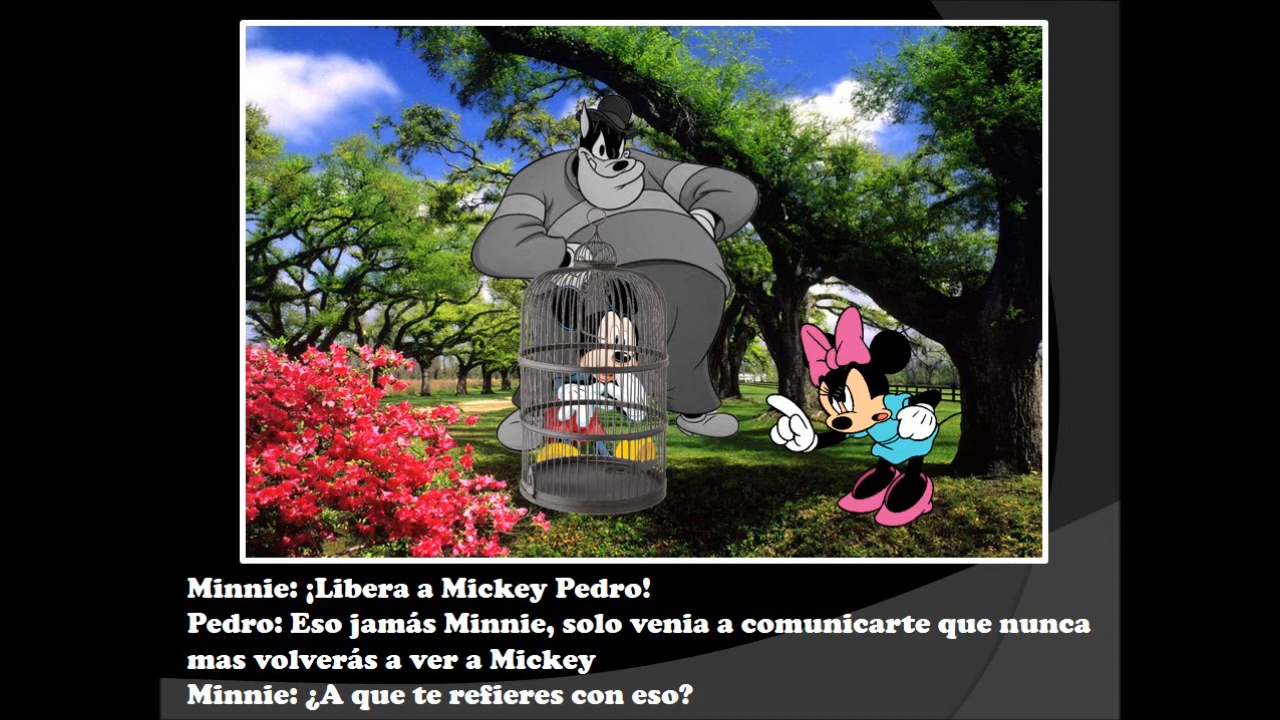 Minnie: ¡Libera a Mickey Pedro!
Pedro: Eso jamás Minnie, solo venia a comunicarte que nunca
mas volverás a ver a Mickey
Minnie: ¿A que te refieres con eso?